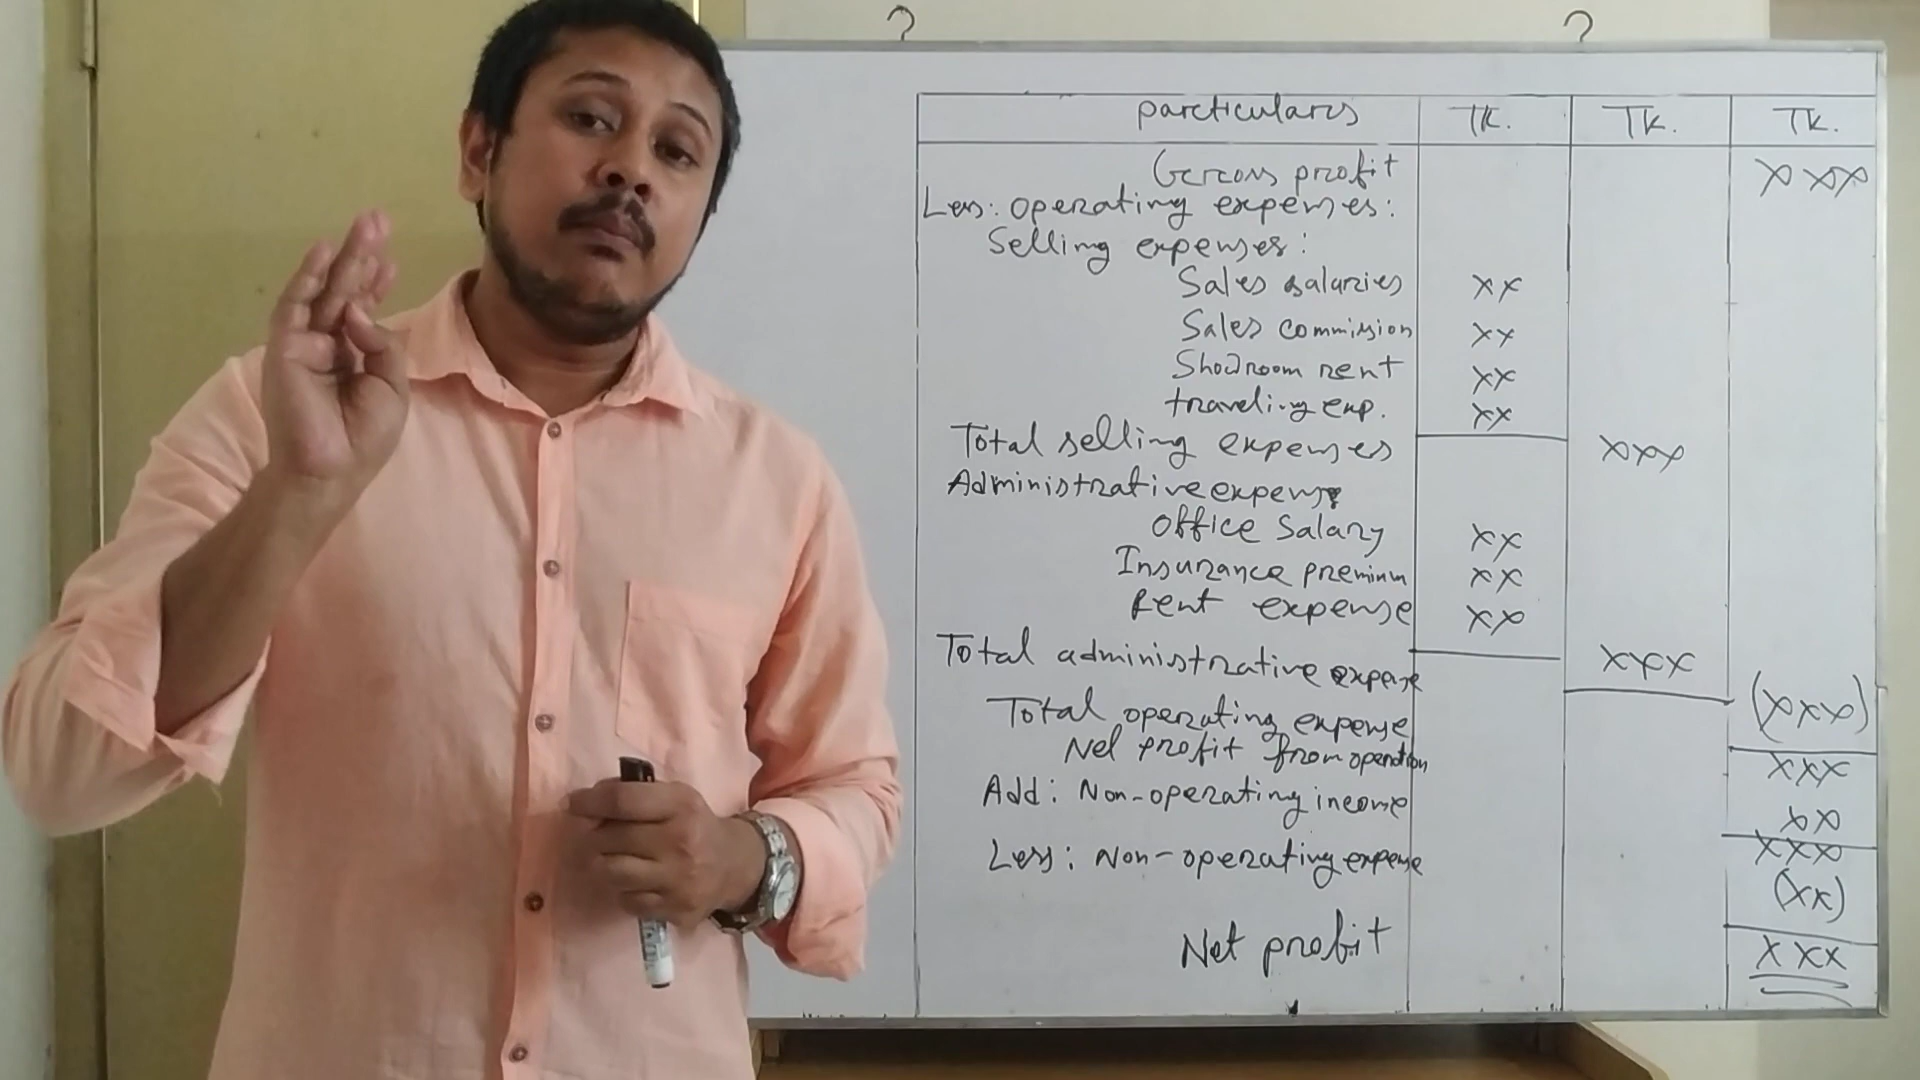 particulars TK. TK. TK.
Gross profit XXX
Less: operating expenses:
Selling expenses:
Sales salaries XX
Sales commission XX
Showroom rent XX
traveling exp. XX
Total selling expenses XXX
Administrative expenses
Office Salary XX
Insurance premium XX
Rent expense XX
Total administrative expense XXX
Total operating expense (XXX)
Net profit from operation XXX
Add: Non-operating income XX
XXX
Less: Non-operating expense (XX)
Net profit XXX